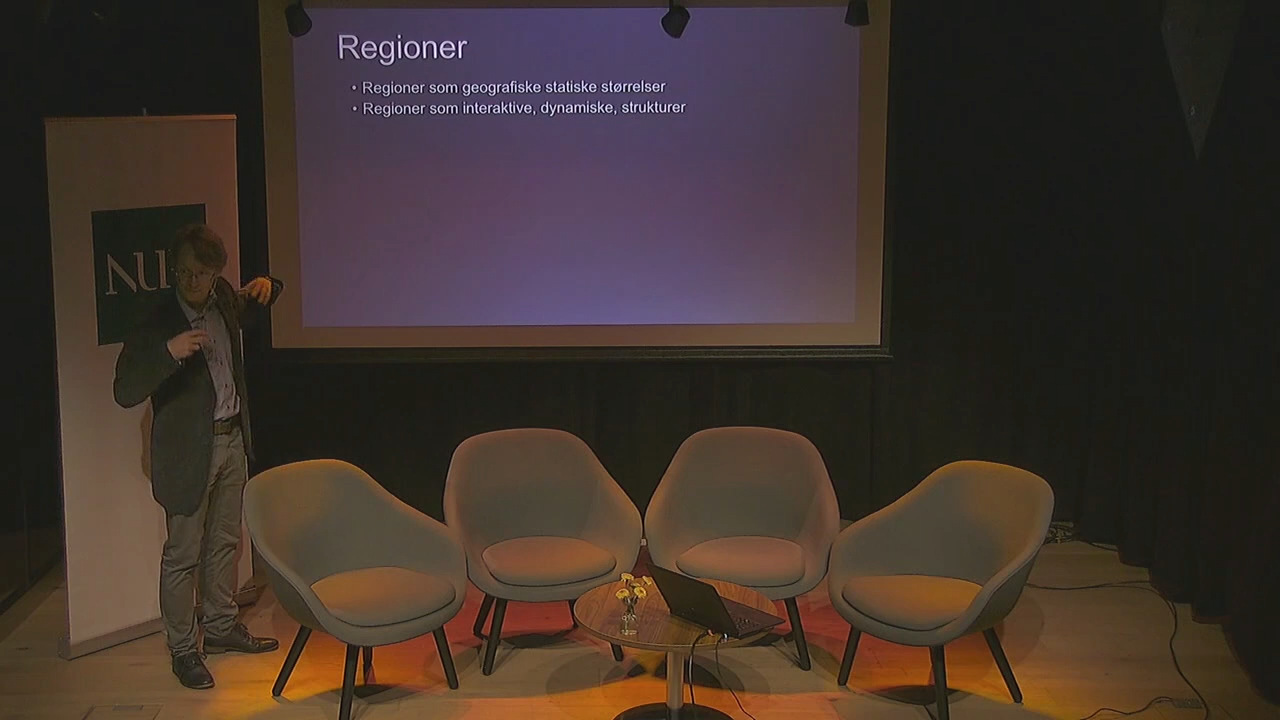 Regioner
• Regioner som geografiske statiske størrelser
• Regioner som interaktive, dynamiske, strukturer
NU